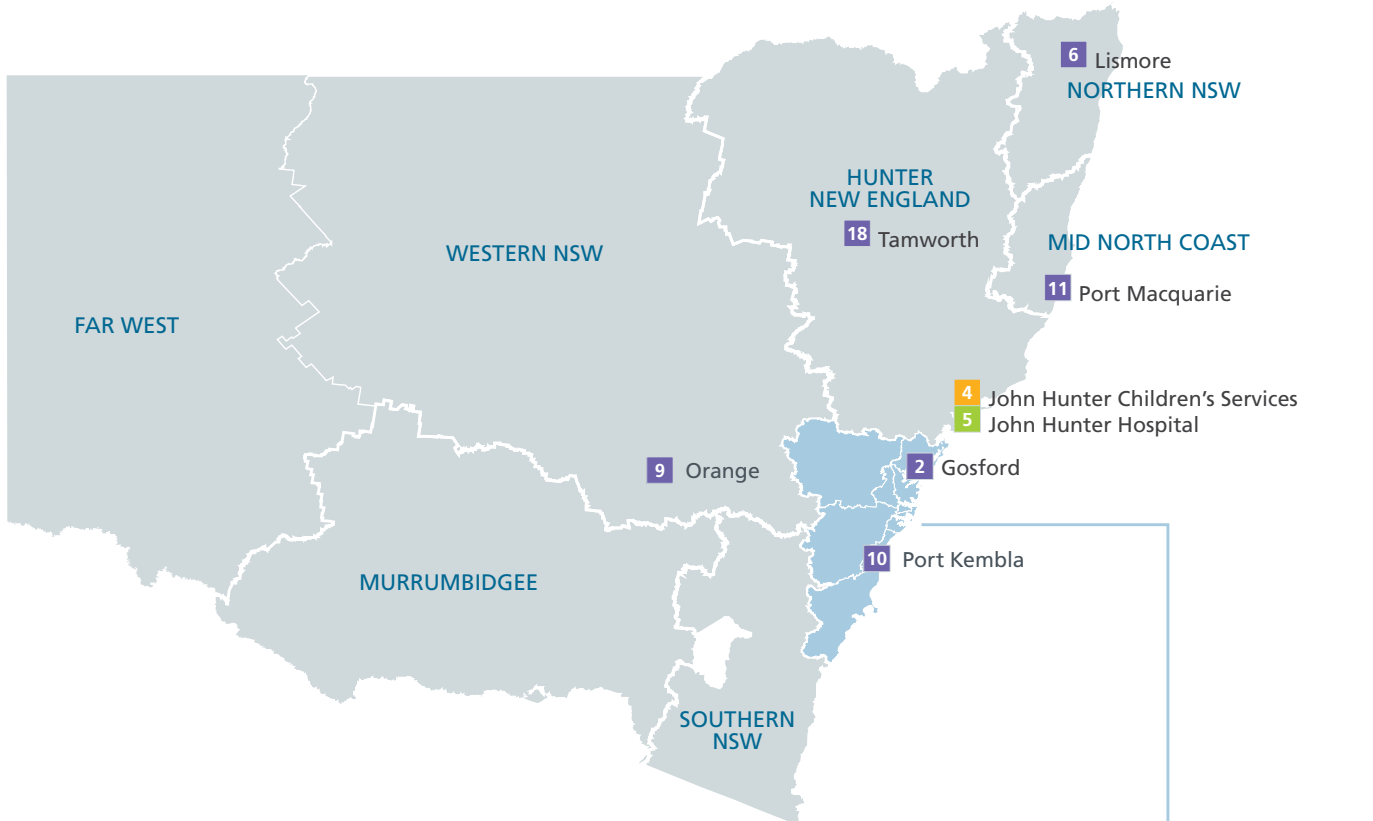 6 Lismore
NORTHERN NSW
HUNTER
NEW ENGLAND
18 Tamworth
MID NORTH COAST
WESTERN NSW
11 Port Macquarie
FAR WEST
4 John Hunter Children’s Services
5 John Hunter Hospital
9 Orange
2 Gosford
10 Port Kembla
MURRUMBIDGEE
SOUTHERN
NSW